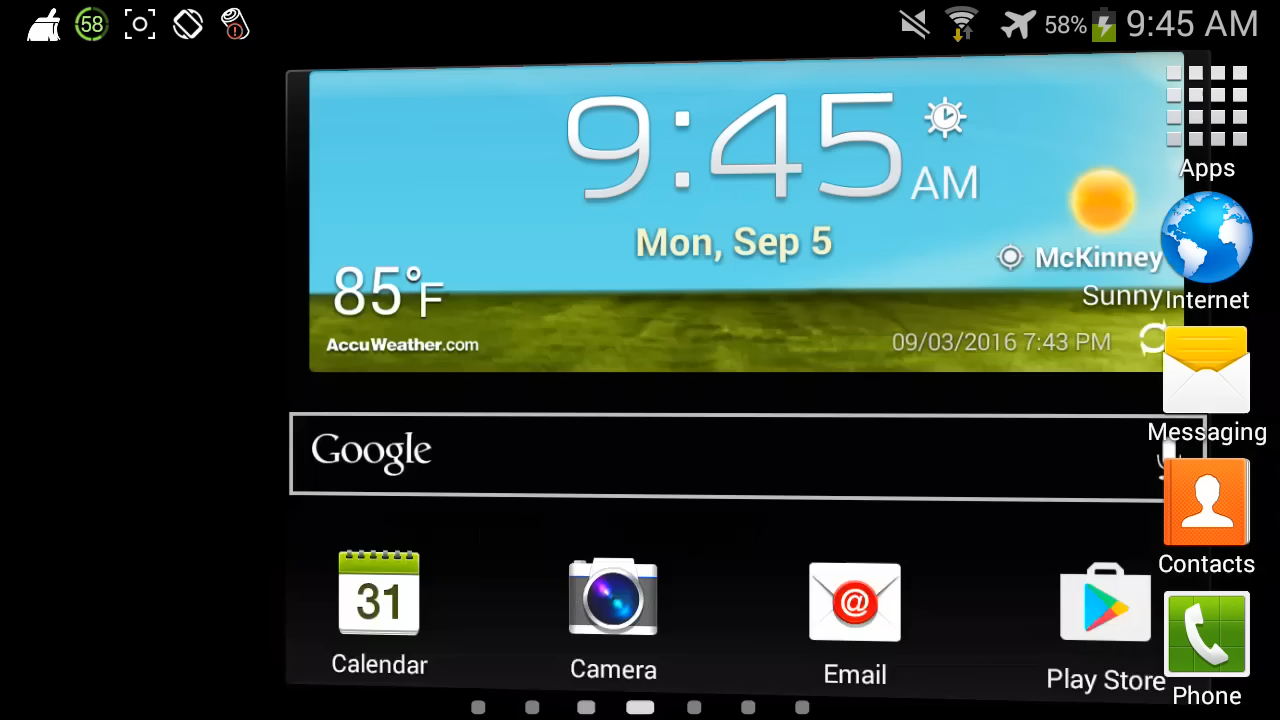 58
58%
9:45 AM
9:45
AM
Mon, Sep 5
85°F
McKinney
Sunny
AccuWeather.com
09/03/2016 7:43 PM
Google
31
@
Calendar
Camera
Email
Play Store
Apps
Internet
Messaging
Contacts
Phone